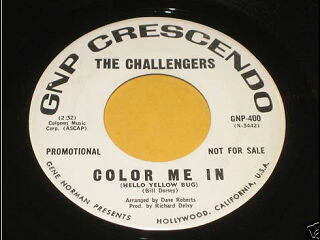 GNP CRESCENDO
THE CHALLENGERS
(2:32)
Colgems Music
Corp. (ASCAP)
GNP-400
(N-3442)
PROMOTIONAL
NOT FOR SALE
COLOR ME IN
(HELLO YELLOW BUG)
(Bill Dorsey)
Arranged by Dave Roberts
Prod. by Richard Delvy
GENE NORMAN PRESENTS
HOLLYWOOD, CALIFORNIA, U.S.A.